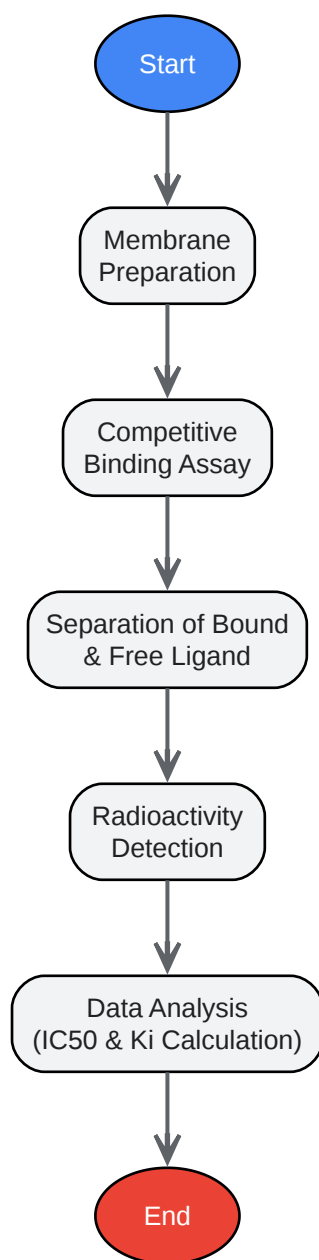 Start
Membrane
Preparation
Competitive
Binding Assay
Separation of Bound
& Free Ligand
Radioactivity
Detection
Data Analysis
(IC50 & Ki Calculation)
End